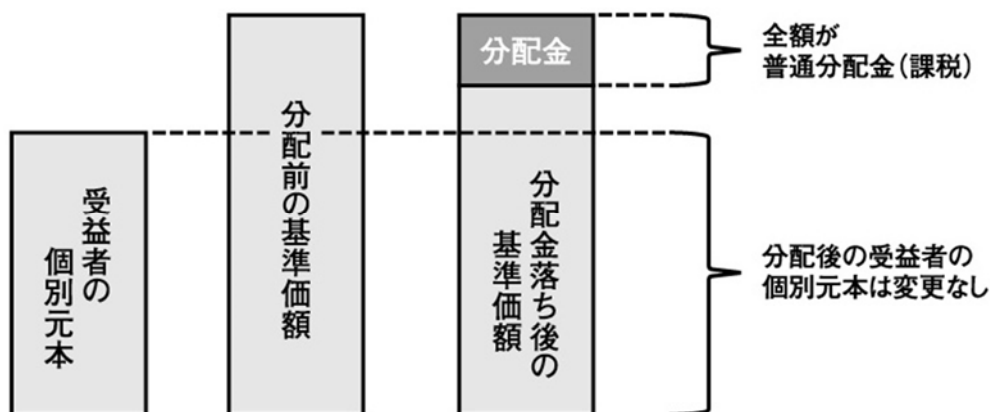 受益者の
個別元本
分配前の基準価額
分配金
分配金落ち後の
基準価額
全額が
普通分配金（課税）
分配後の受益者の
個別元本は変更なし